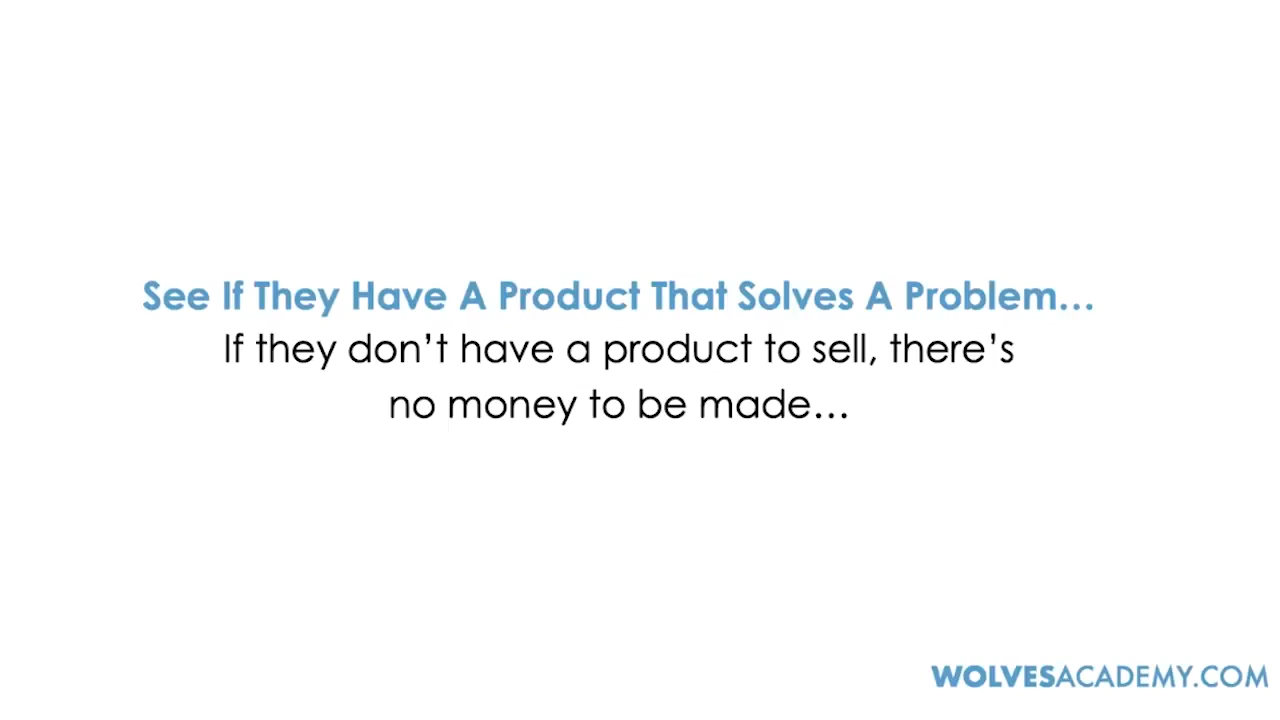 See If They Have A Product That Solves A Problem…
If they don’t have a product to sell, there’s
no money to be made…
WOLVESACADEMY.COM